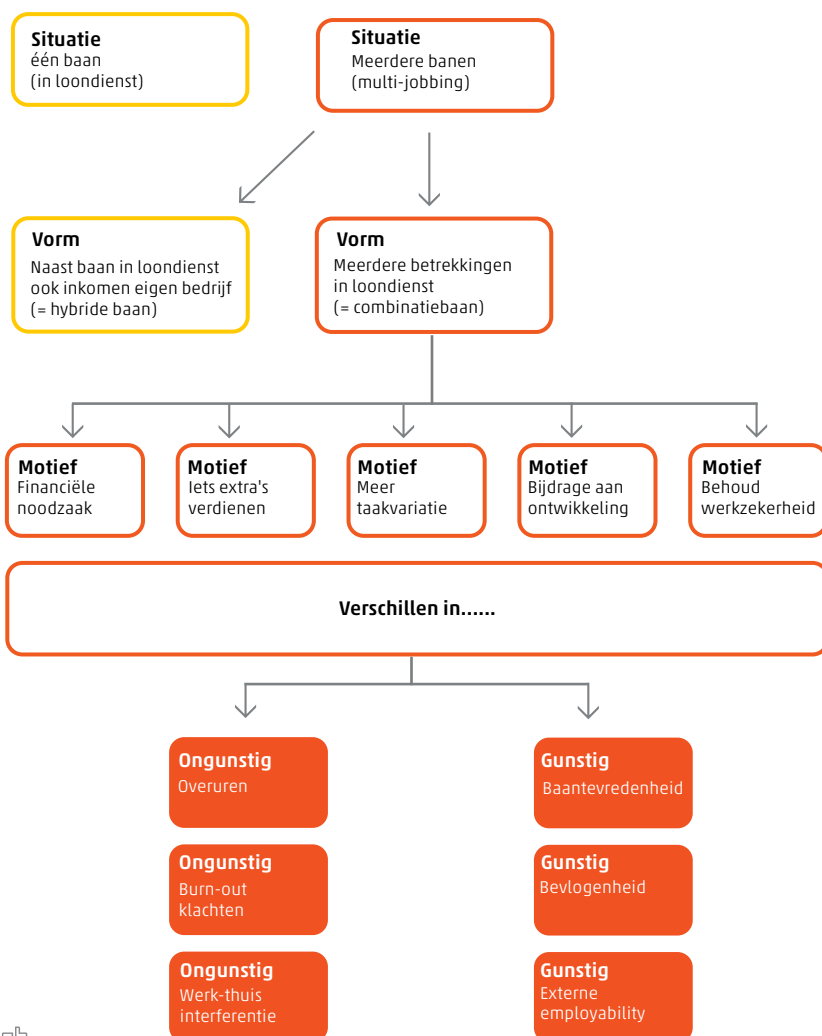 Situatie
één baan
(in loondienst)
Situatie
Meerdere banen
(multi-jobbing)
Vorm
Naast baan in loondienst
ook inkomen eigen bedrijf
(= hybride baan)
Vorm
Meerdere betrekkingen
in loondienst
(= combinatiebaan)
Motief
Financiële
noodzaak
Motief
Iets extra's
verdienen
Motief
Meer
taakvariatie
Motief
Bijdrage aan
ontwikkeling
Motief
Behoud
werkzekerheid
Verschillen in......
Ongunstig
Overuren
Gunstig
Baantevredenheid
Ongunstig
Burn-out
klachten
Gunstig
Bevlogenheid
Ongunstig
Werk-thuis
interferentie
Gunstig
Externe
employability